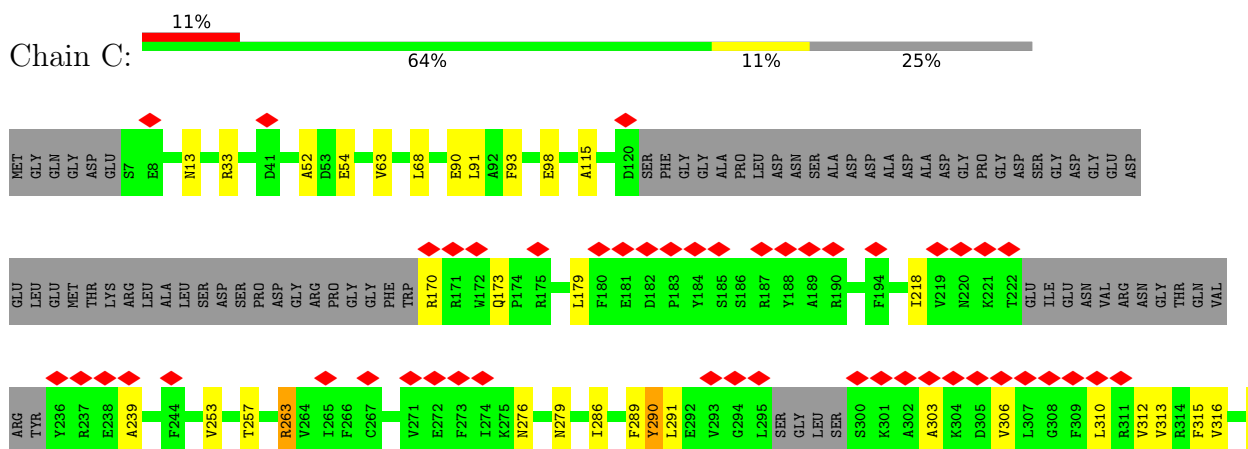 11%
Chain C:
64% 11% 25%
MET GLY GLN GLY ASP GLU S7 E8 N13 R33 D41 A52 D53 E54 V63 L68 E90 L91 A92 F93 E98 A115 D120 SER PHE GLY GLY ALA PRO LEU ASP ASN SER ALA ASP ASP ALA ASP ALA ASP GLY PRO GLY ASP SER GLY ASP GLY GLU ASP
GLU LEU GLU MET THR LYS ARG LEU ALA LEU SER ASP SER PRO ASP GLY ARG PRO GLY GLY PHE TRP R170 R171 W172 Q173 P174 R175 L179 F180 E181 D182 P183 Y184 S185 S186 R187 Y188 A189 R190 F194 I218 V219 N220 K221 T222 GLU ILE GLU ASN VAL ARG ASN GLY THR GLN VAL
ARG TYR Y236 R237 E238 A239 F244 V253 T257 R263 V264 I265 F266 C267 V271 E272 F273 I274 K275 N276 N279 I286 F289 Y290 L291 E292 V293 G294 L295 SER GLY LEU SER S300 K301 A302 A303 K304 D305 V306 L307 G308 F309 L310 R311 V312 V313 R314 F315 V316